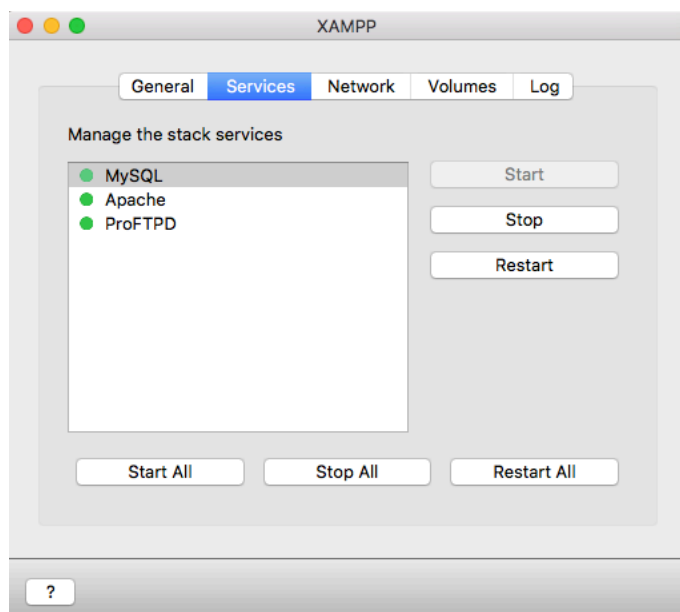 XAMPP
General Services Network Volumes Log
Manage the stack services
MySQL
Apache
ProFTPD
Start
Stop
Restart
Start All Stop All Restart All
?